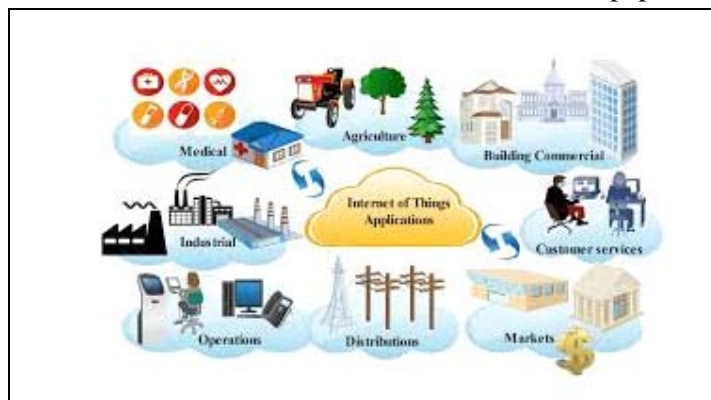 Medical
Agriculture
Building Commercial
Internet of Things
Applications
Industrial
Customer services
Operations
Distributions
Markets